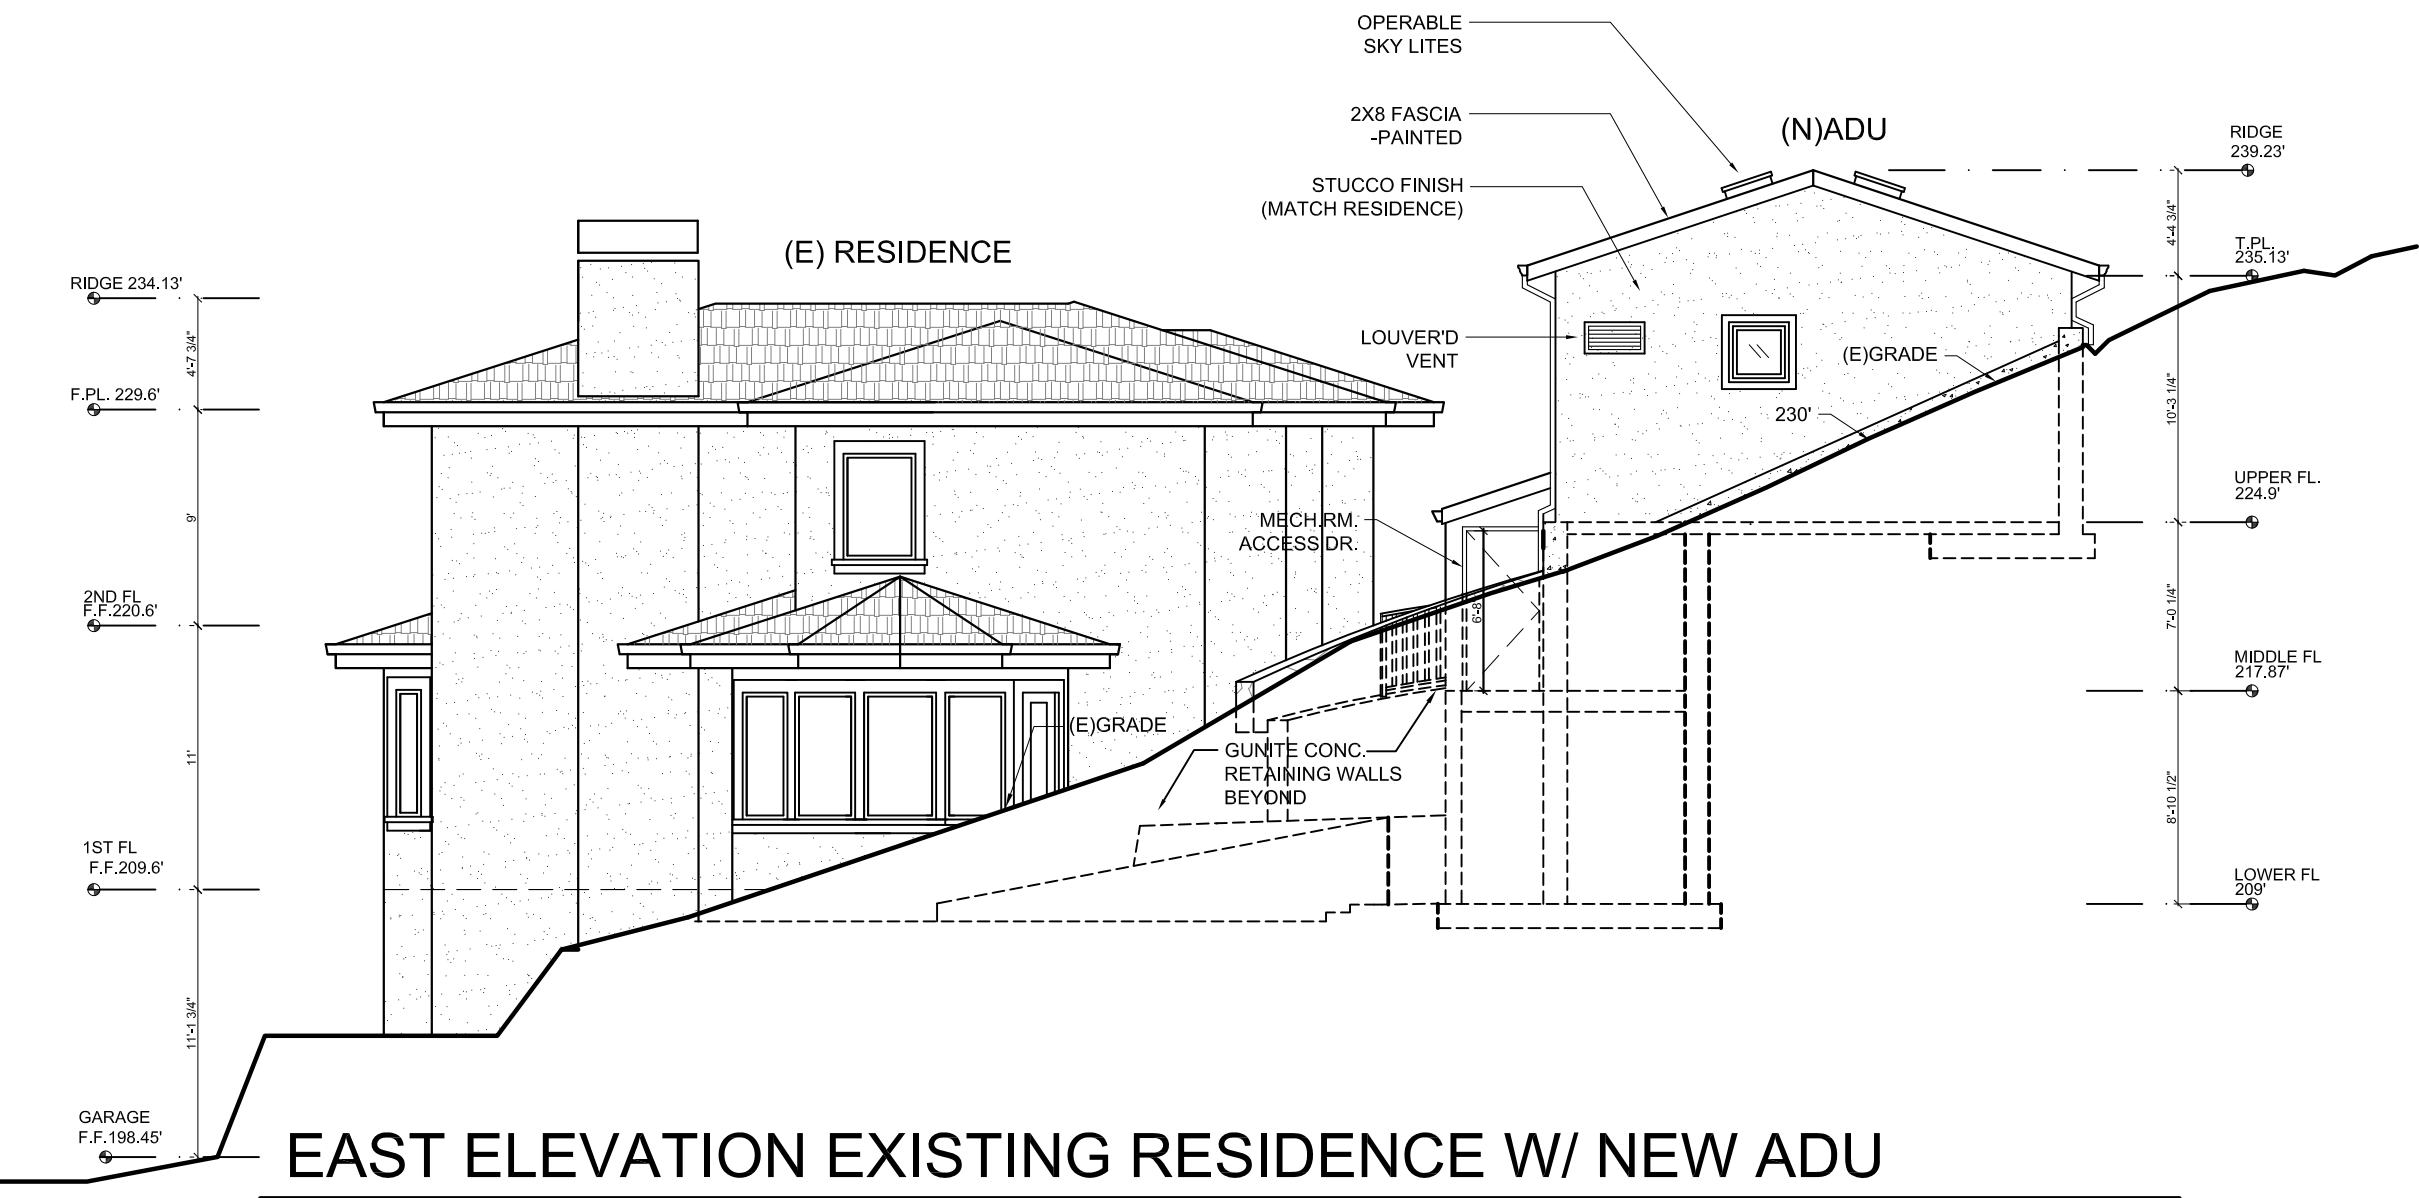 OPERABLE
SKY LITES
2X8 FASCIA
-PAINTED
(N)ADU
RIDGE
239.23'
STUCCO FINISH
(MATCH RESIDENCE)
4'-4 3/4"
T.PL.
235.13'
(E) RESIDENCE
RIDGE 234.13'
4'-7 3/4"
LOUVER'D
VENT
(E)GRADE
230'
10'-3 1/4"
F.PL. 229.6'
9'
UPPER FL.
224.9'
MECH.RM.
ACCESS DR.
6'-8"
7'-0 1/4"
2ND FL
F.F.220.6'
MIDDLE FL
217.87'
(E)GRADE
GUNITE CONC.
RETAINING WALLS
BEYOND
11'
8'-10 1/2"
1ST FL
F.F.209.6'
LOWER FL
209'
11'-1 3/4"
GARAGE
F.F.198.45'
EAST ELEVATION EXISTING RESIDENCE W/ NEW ADU